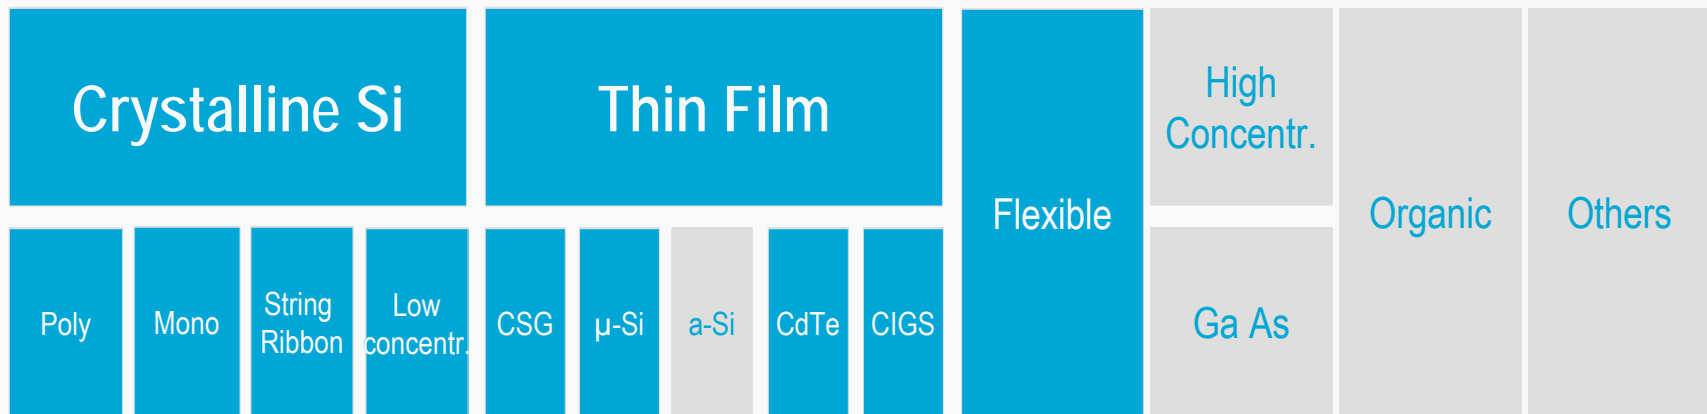 Crystalline Si
Thin Film
Flexible
High
Concentr.
Organic
Others
Poly
Mono
String
Ribbon
Low
concentr.
CSG
µ-Si
a-Si
CdTe
CIGS
Ga As